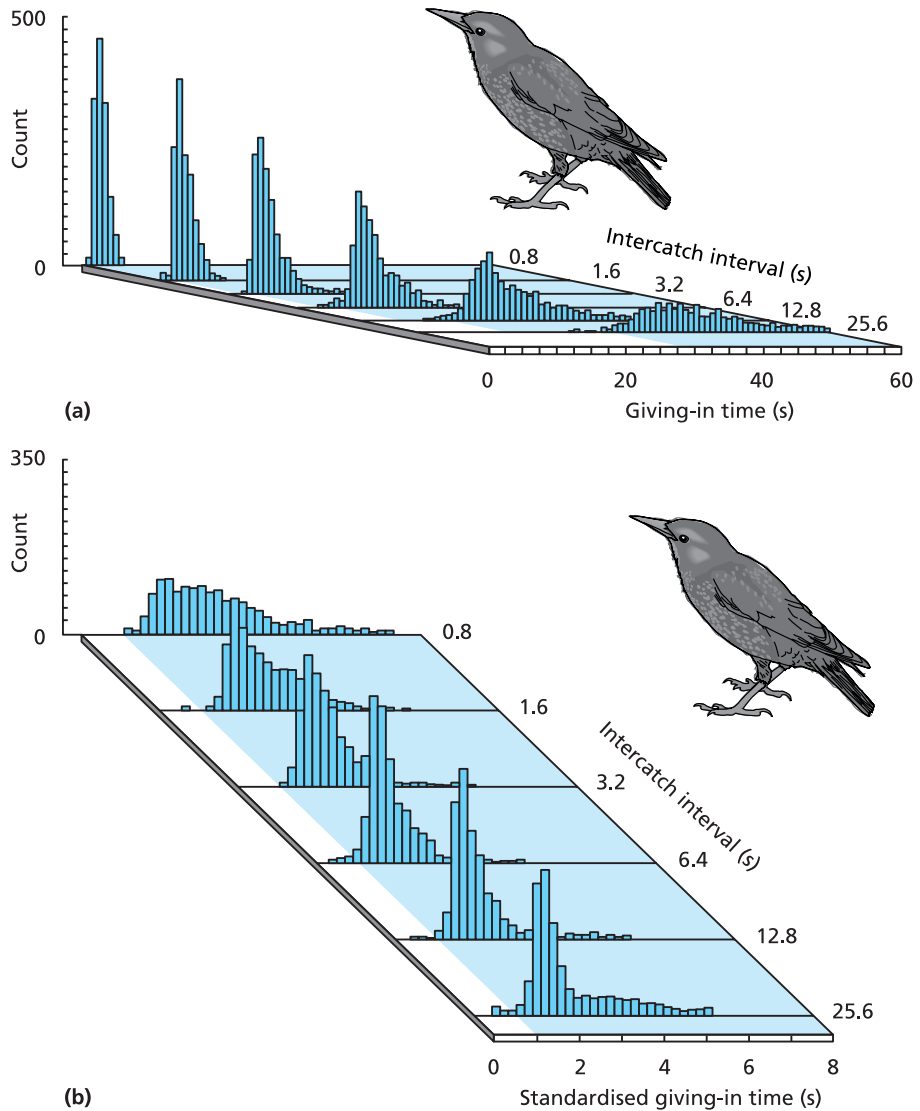 500
Count
0
Intercatch interval (s)
0.8
1.6
3.2
6.4
12.8
25.6
0 20 40 60
Giving-in time (s)
(a)
350
Count
0
Intercatch interval (s)
0.8
1.6
3.2
6.4
12.8
25.6
0 2 4 6 8
Standardised giving-in time (s)
(b)